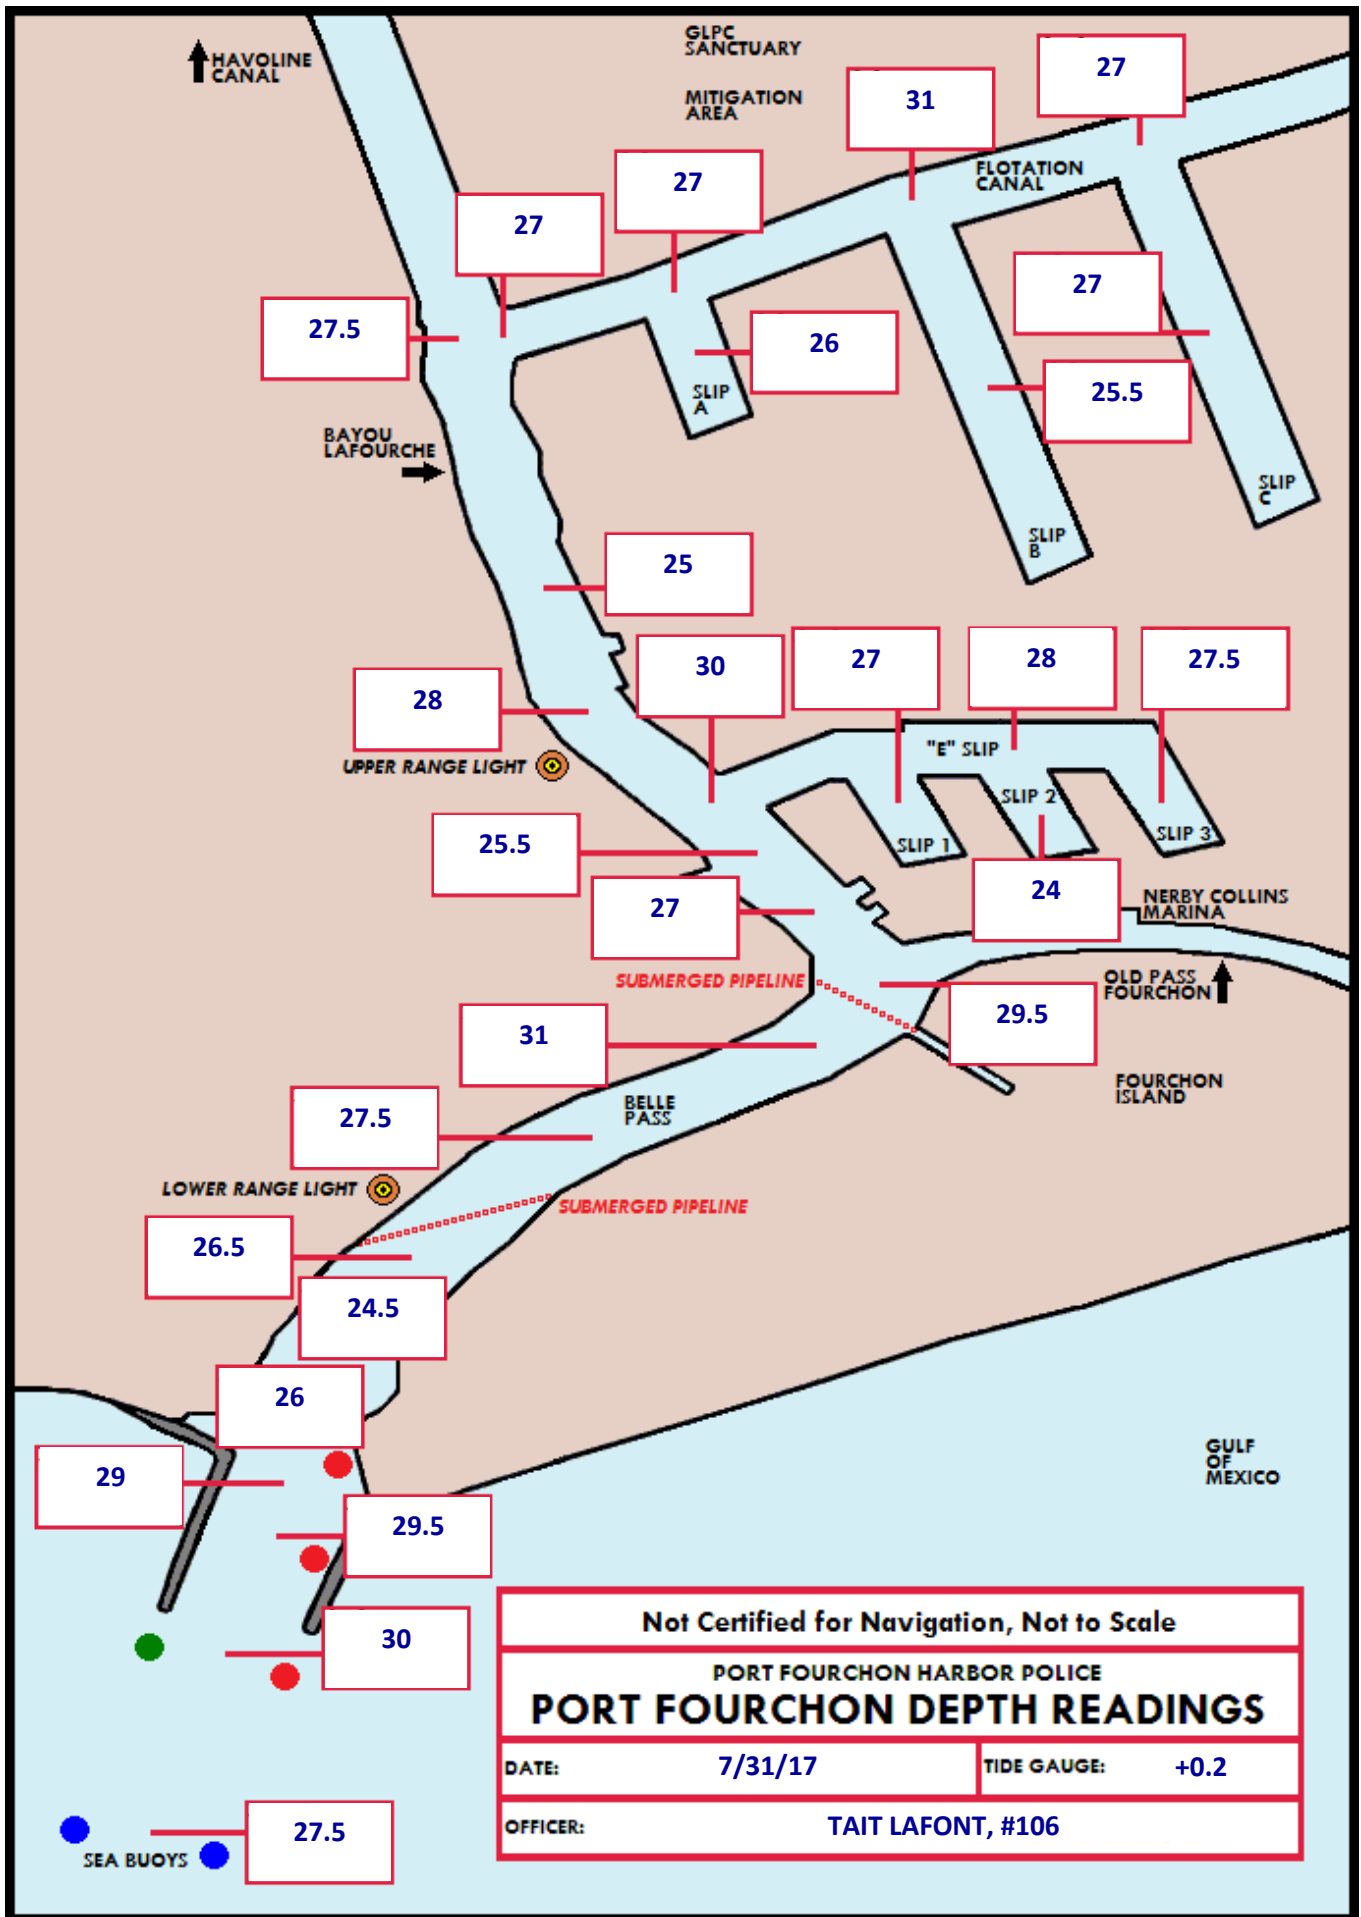 HAVOLINE
CANAL
GLPC
SANCTUARY
MITIGATION
AREA
27
31
27
27
FLOTATION
CANAL
27.5
26
27
25.5
SLIP
A
BAYOU
LAFOURCHE
SLIP
C
SLIP
B
25
30
27
28
27.5
28
"E" SLIP
UPPER RANGE LIGHT
SLIP 2
SLIP 1
SLIP 3
25.5
27
24
NERBY COLLINS
MARINA
SUBMERGED PIPELINE
OLD PASS
FOURCHON
29.5
31
FOURCHON
ISLAND
BELLE
PASS
27.5
LOWER RANGE LIGHT
SUBMERGED PIPELINE
26.5
24.5
26
29
GULF
OF
MEXICO
29.5
30
Not Certified for Navigation, Not to Scale
PORT FOURCHON HARBOR POLICE
PORT FOURCHON DEPTH READINGS
DATE: 7/31/17 TIDE GAUGE: +0.2
OFFICER: TAIT LAFONT, #106
27.5
SEA BUOYS